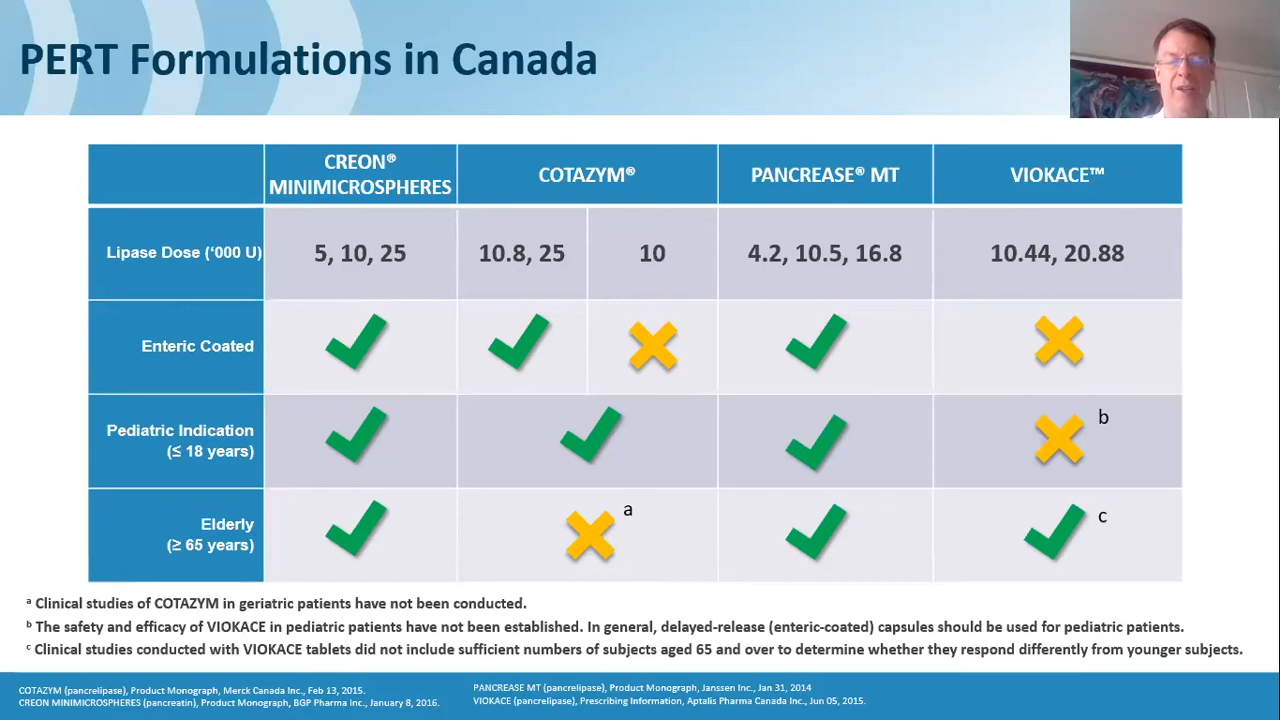 PERT Formulations in Canada
CREON® MINIMICROSPHERES
COTAZYM®
PANCREASE® MT
VIOKACE™
Lipase Dose (‘000 U)
5, 10, 25
10.8, 25
10
4.2, 10.5, 16.8
10.44, 20.88
Enteric Coated
Pediatric Indication
(≤ 18 years)
b
Elderly
(≥ 65 years)
a
c
a Clinical studies of COTAZYM in geriatric patients have not been conducted.
b The safety and efficacy of VIOKACE in pediatric patients have not been established. In general, delayed-release (enteric-coated) capsules should be used for pediatric patients.
c Clinical studies conducted with VIOKACE tablets did not include sufficient numbers of subjects aged 65 and over to determine whether they respond differently from younger subjects.
COTAZYM (pancrelipase), Product Monograph, Merck Canada Inc., Feb 13, 2015.
CREON MINIMICROSPHERES (pancreatin), Product Monograph, BGP Pharma Inc., January 8, 2016.
PANCREASE MT (pancrelipase), Product Monograph, Janssen Inc., Jan 31, 2014
VIOKACE (pancrelipase), Prescribing Information, Aptalis Pharma Canada Inc., Jun 05, 2015.